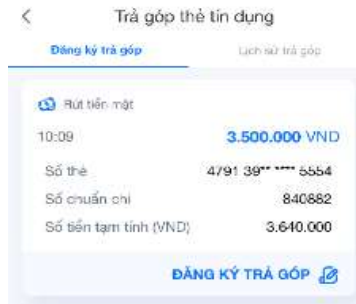 Trả góp thẻ tín dụng
Đăng ký trả góp Lịch sử trả góp
Rút tiền mặt
10:09 3.500.000 VND
Số thẻ 4791 39** **** 5554
Số chuẩn chi 840882
Số tiền tạm tính (VND) 3.640.000
ĐĂNG KÝ TRẢ GÓP